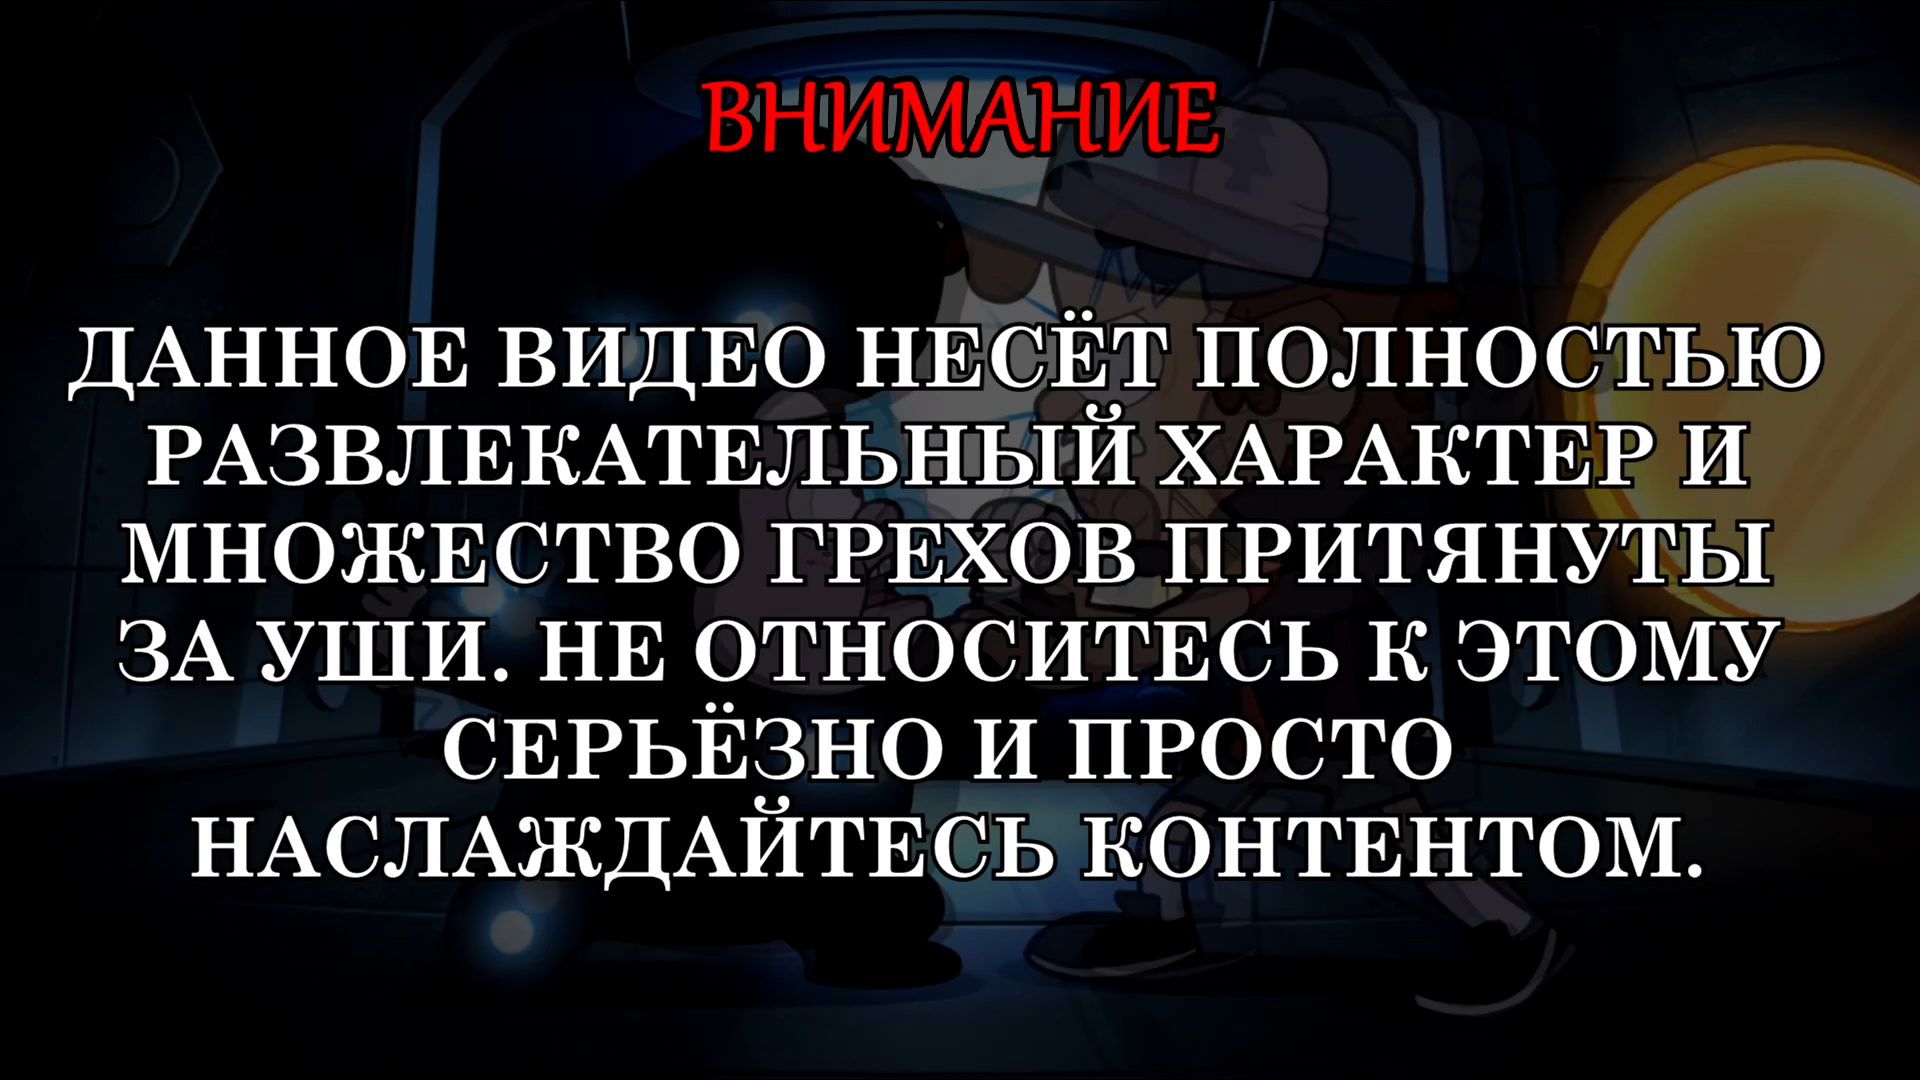 ВНИМАНИЕ
ДАННОЕ ВИДЕО НЕСЁТ ПОЛНОСТЬЮ
РАЗВЛЕКАТЕЛЬНЫЙ ХАРАКТЕР И
МНОЖЕСТВО ГРЕХОВ ПРИТЯНУТЫ
ЗА УШИ. НЕ ОТНОСИТЕСЬ К ЭТОМУ
СЕРЬЁЗНО И ПРОСТО
НАСЛАЖДАЙТЕСЬ КОНТЕНТОМ.